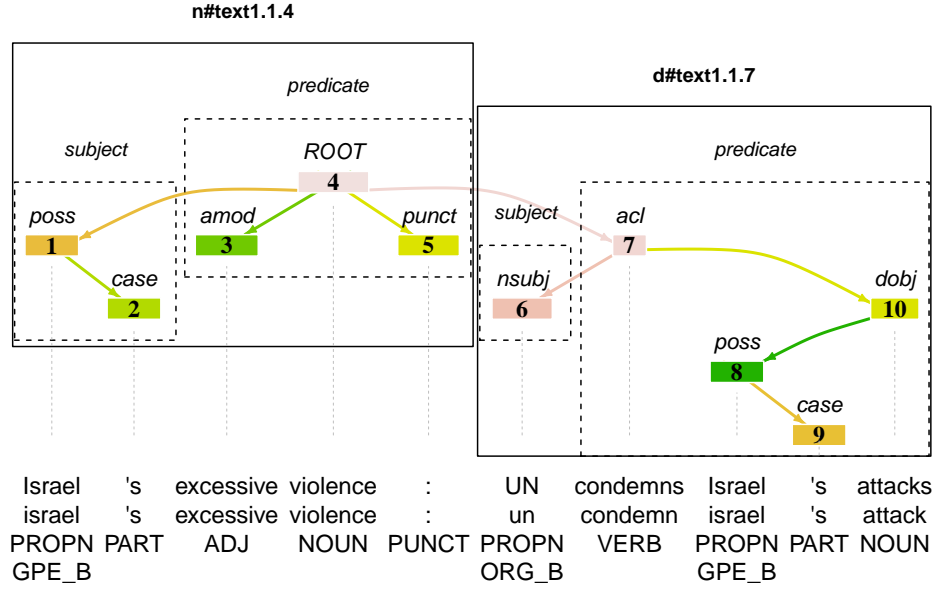 n#text1.1.4
d#text1.1.7
predicate
subject ROOT predicate
4
poss amod punct subject acl
1 3 5 7
case nsubj dobj
2 6 10
poss
8
case
9
Israel 's excessive violence : UN condemns Israel 's attacks
israel 's excessive violence : un condemn israel 's attack
PROPN PART ADJ NOUN PUNCT PROPN VERB PROPN PART NOUN
GPE_B ORG_B GPE_B